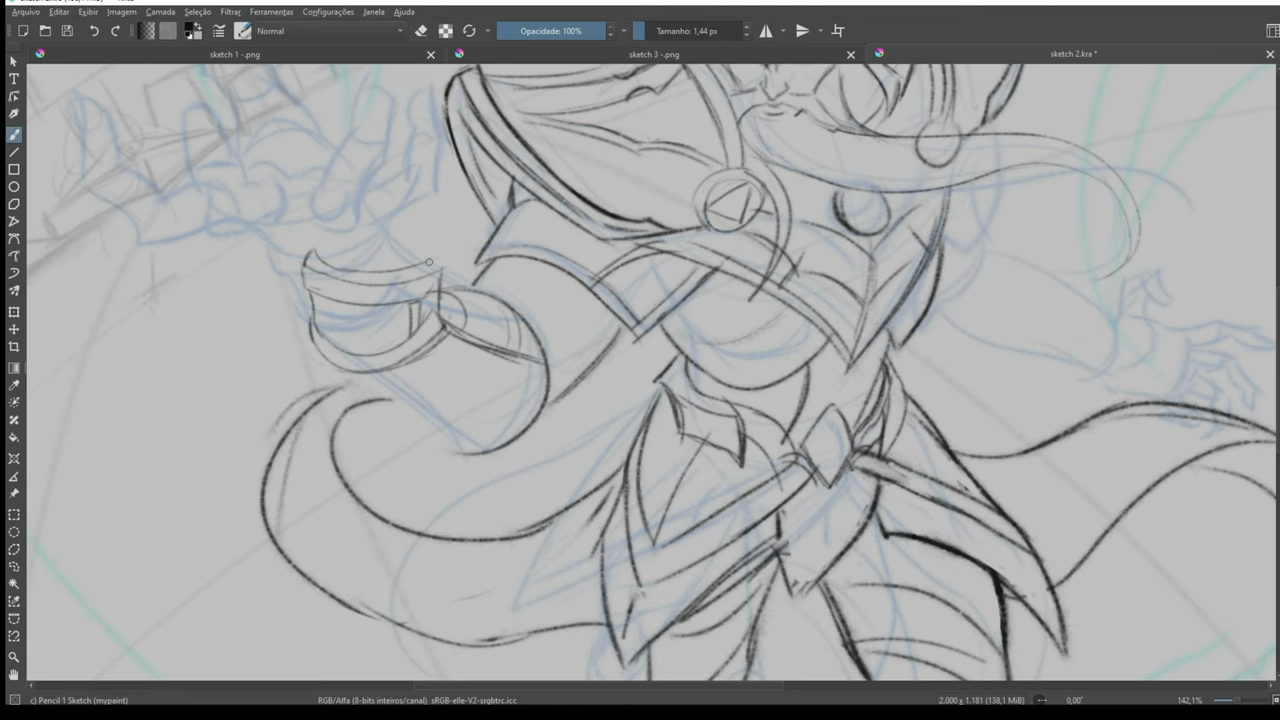 Arquivo Editar Exibir Imagem Camada Seleção Filtrar Ferramentas Configurações Janela Ajuda
Normal Opacidade: 100% Tamanho: 1,44 px
sketch 1 -.png sketch 3 -.png sketch 2.kra *
c) Pencil 1 Sketch (mypaint) RGB/Alfa (8-bits inteiros/canal) sRGB-elle-V2-srgbtrc.icc 2.000 x 1.181 (138,1 MiB) 0,00° 142,1%